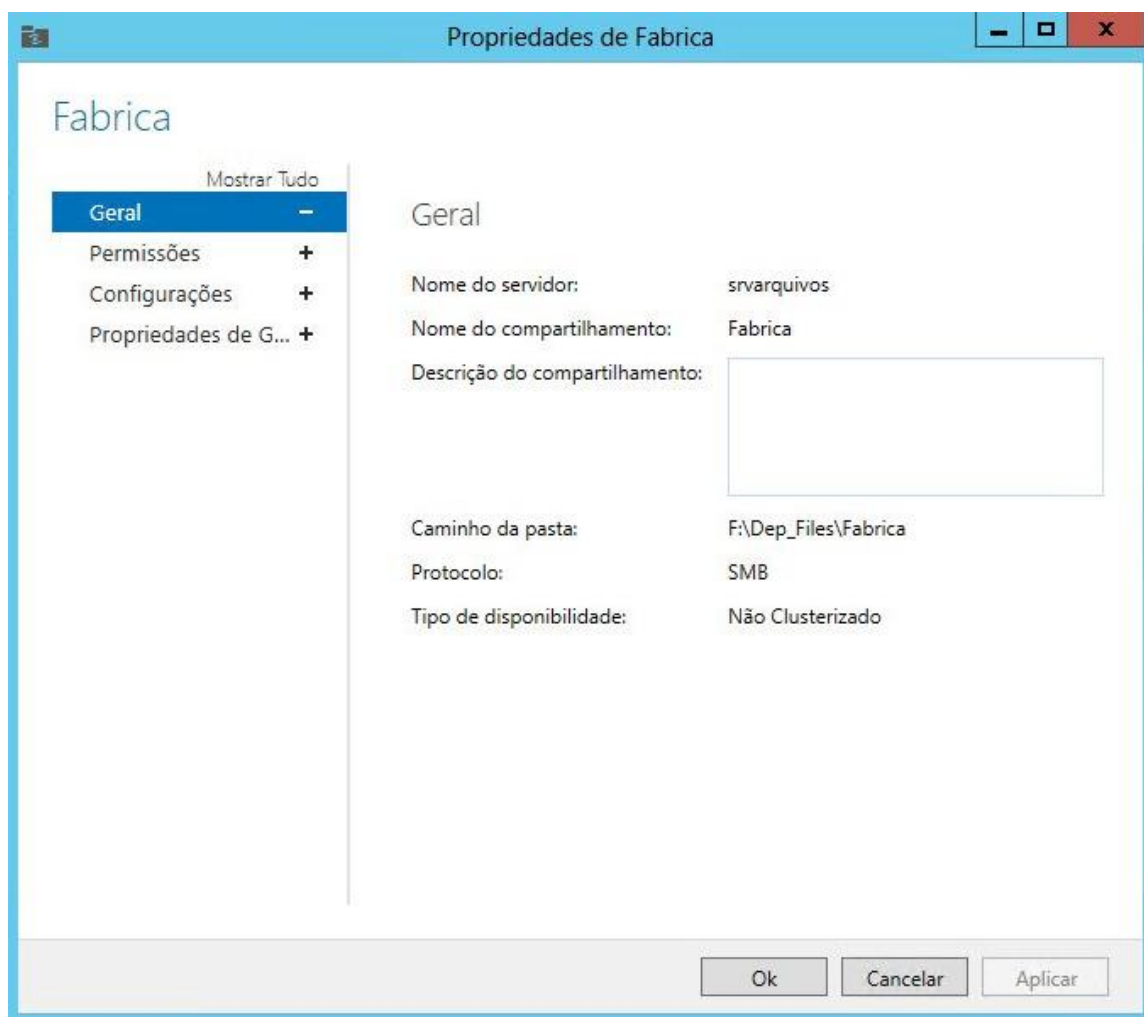 Propriedades de Fabrica
Fabrica
Mostrar Tudo
Geral
Permissões
Configurações
Propriedades de G...
Geral
Nome do servidor: srvarquivos
Nome do compartilhamento: Fabrica
Descrição do compartilhamento:
Caminho da pasta: F:\Dep_Files\Fabrica
Protocolo: SMB
Tipo de disponibilidade: Não Clusterizado
Ok Cancelar Aplicar